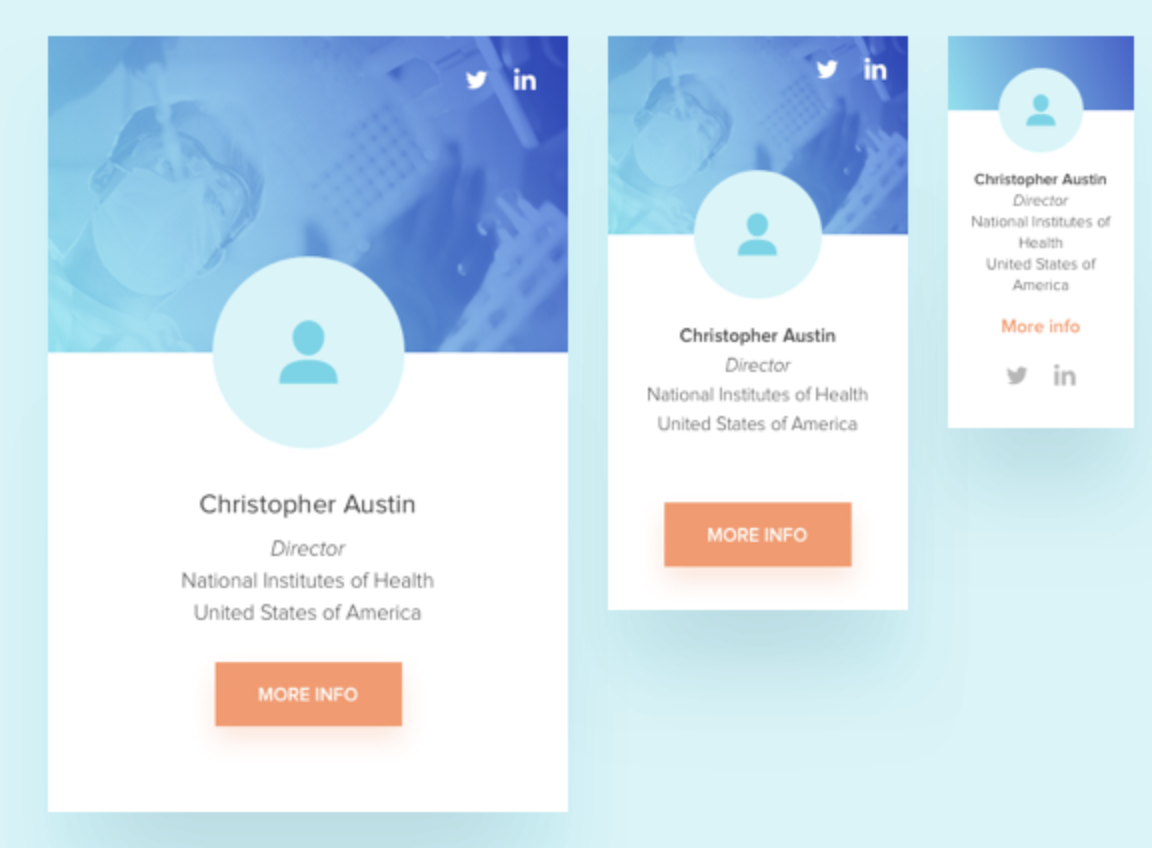 in
Christopher Austin
Director
National Institutes of Health
United States of America
MORE INFO
in
Christopher Austin
Director
National Institutes of Health
United States of America
MORE INFO
Christopher Austin
Director
National Institutes of
Health
United States of
America
More info
in